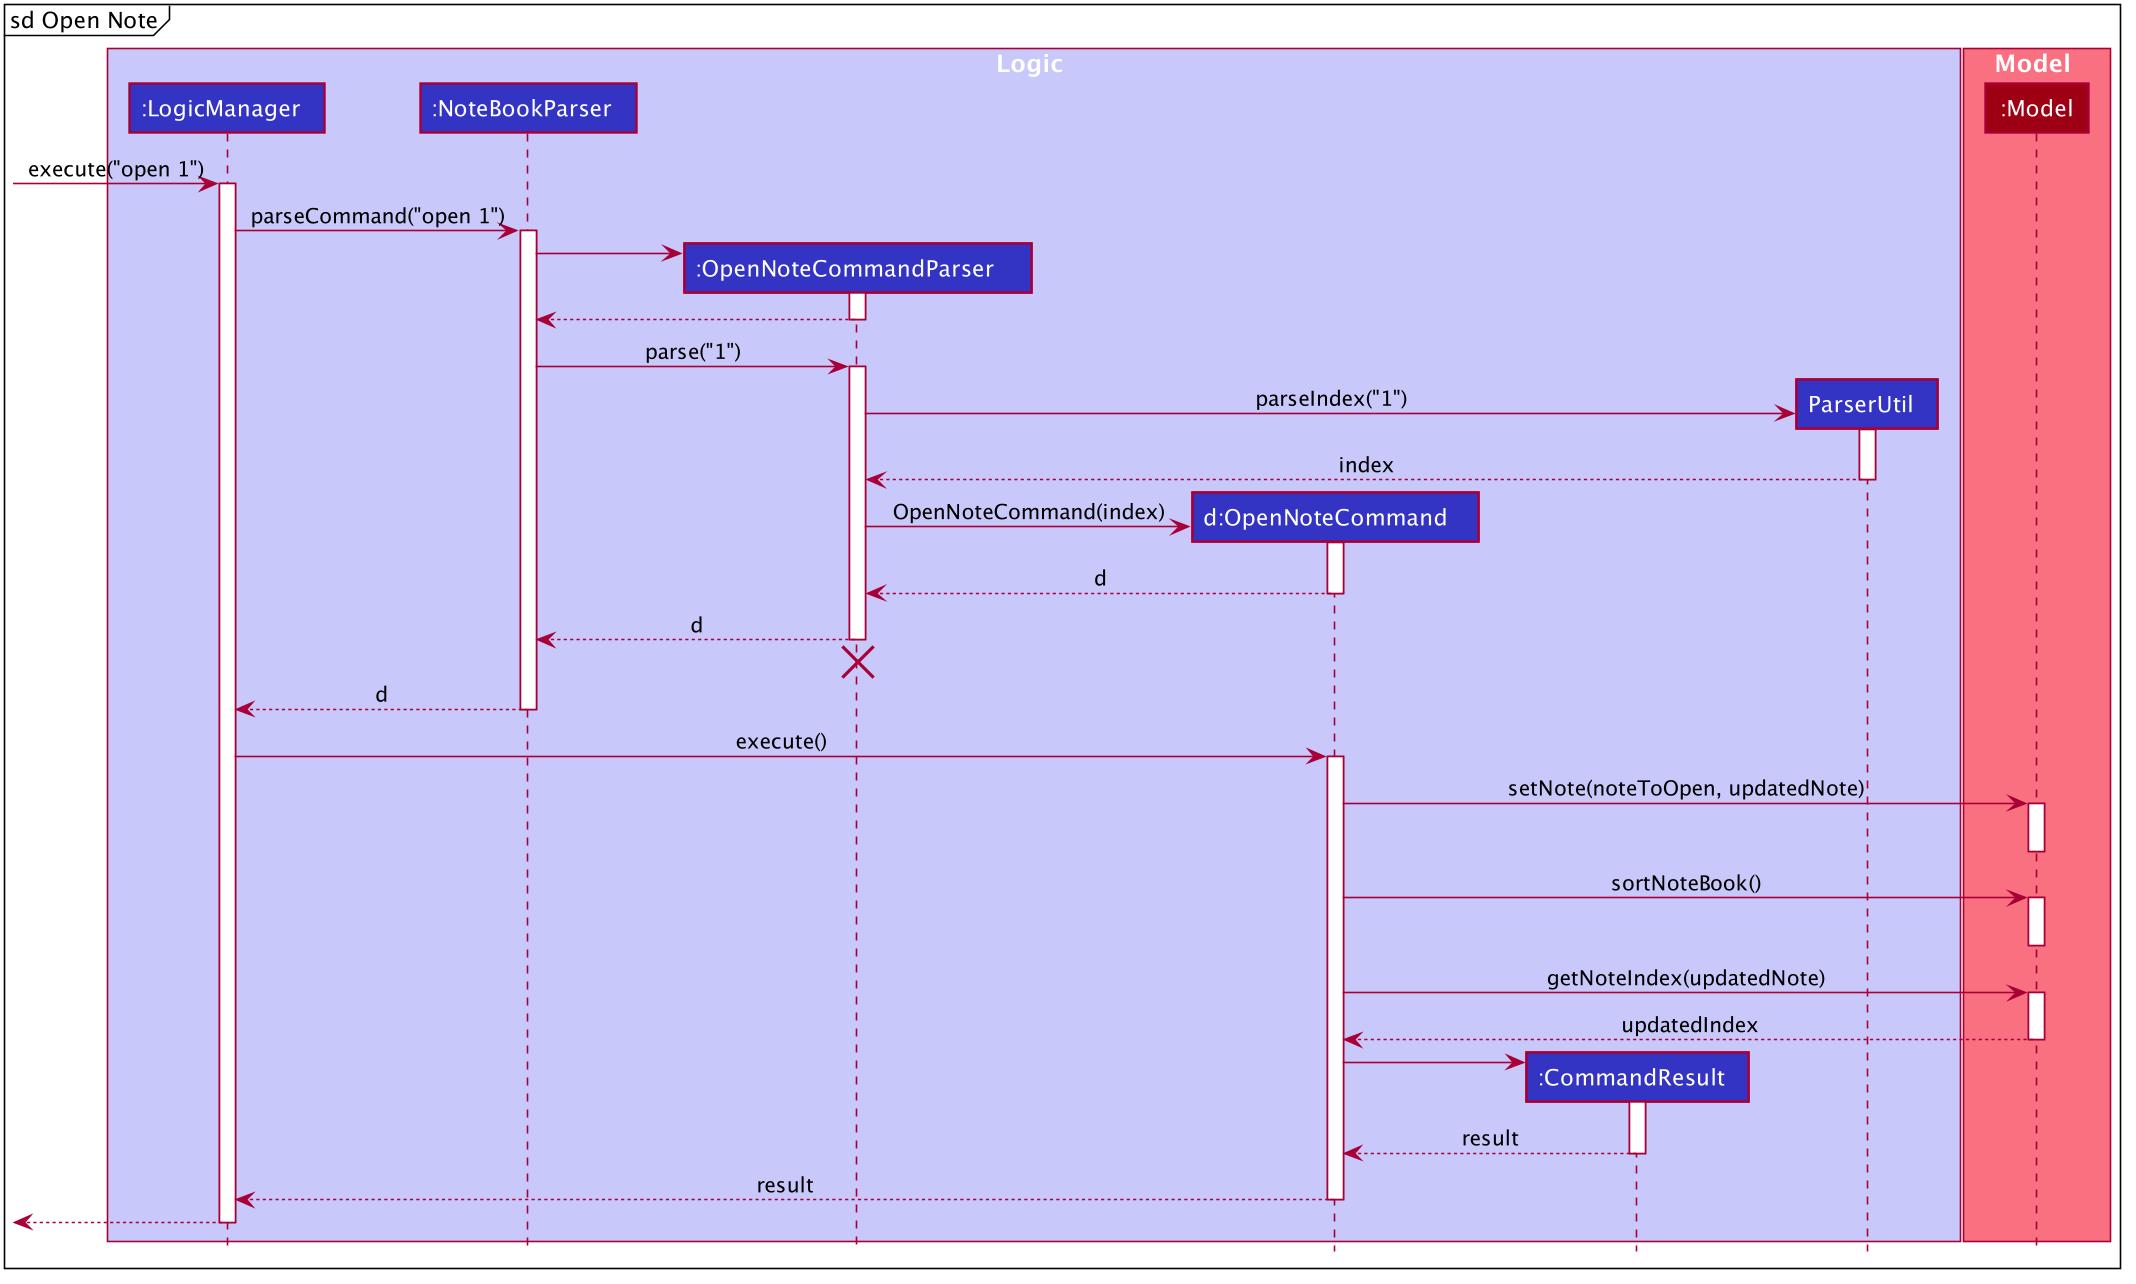 sd Open Note
Logic
Model
:LogicManager
:NoteBookParser
:Model
execute("open 1")
parseCommand("open 1")
:OpenNoteCommandParser
parse("1")
parseIndex("1")
ParserUtil
index
OpenNoteCommand(index)
d:OpenNoteCommand
d
d
d
execute()
setNote(noteToOpen, updatedNote)
sortNoteBook()
getNoteIndex(updatedNote)
updatedIndex
:CommandResult
result
result